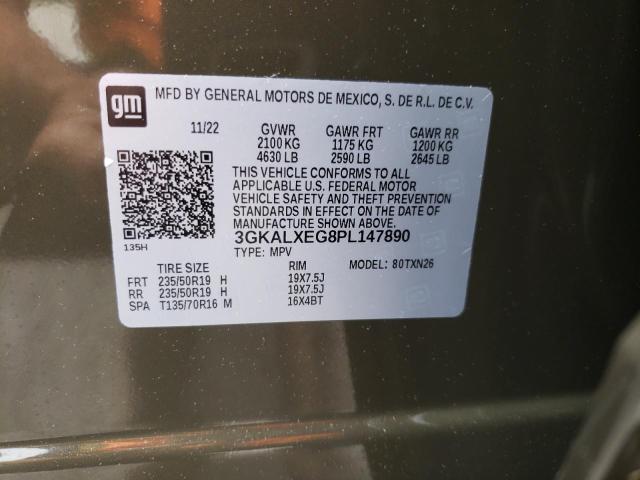 gm
MFD BY GENERAL MOTORS DE MEXICO, S. DE R.L. DE C.V.
11/22 GVWR GAWR FRT GAWR RR
2100 KG 1175 KG 1200 KG
4630 LB 2590 LB 2645 LB
THIS VEHICLE CONFORMS TO ALL
APPLICABLE U.S. FEDERAL MOTOR
VEHICLE SAFETY AND THEFT PREVENTION
STANDARDS IN EFFECT ON THE DATE OF
MANUFACTURE SHOWN ABOVE.
3GKALXEG8PL147890
135H
TYPE: MPV MODEL: 80TXN26
TIRE SIZE RIM
FRT 235/50R19 H 19X7.5J
RR 235/50R19 H 19X7.5J
SPA T135/70R16 M 16X4BT